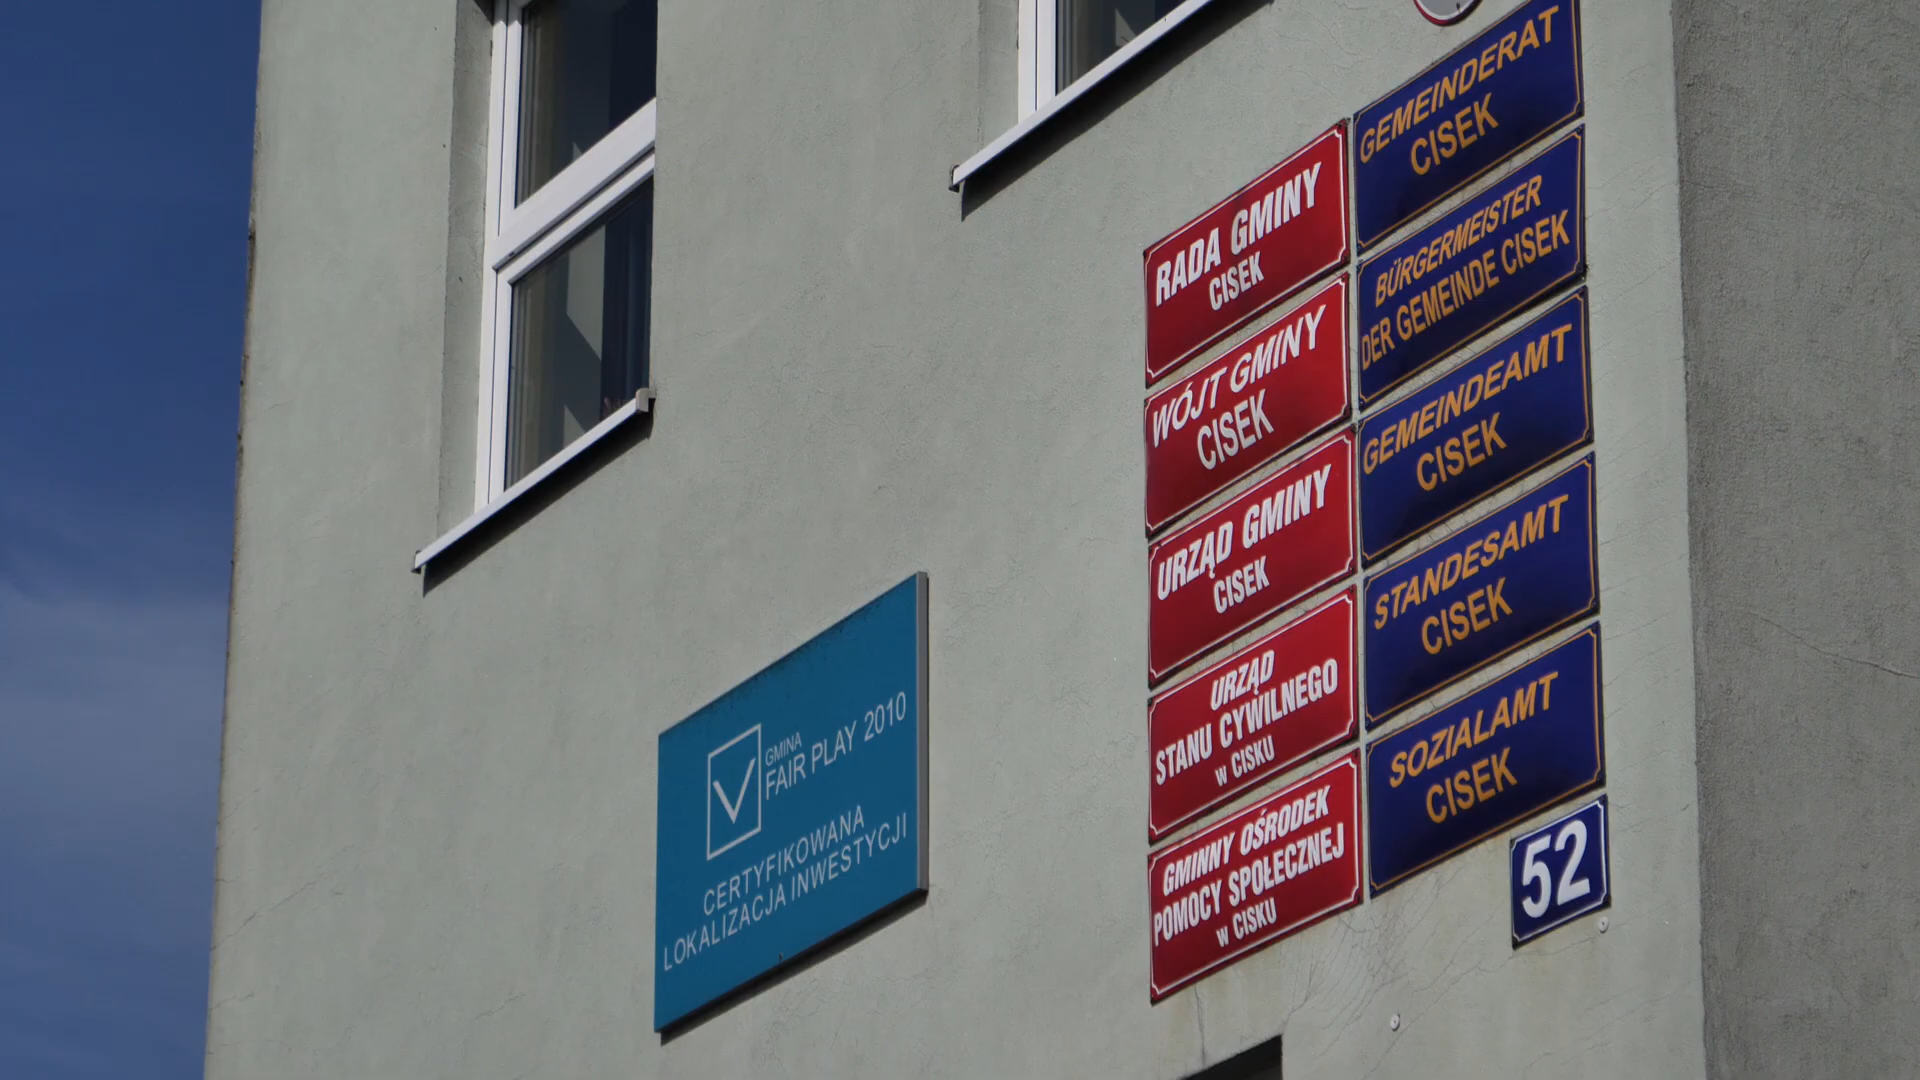 GMINA
FAIR PLAY 2010
CERTYFIKOWANA
LOKALIZACJA INWESTYCJI
RADA GMINY
CISEK
WÓJT GMINY
CISEK
URZĄD GMINY
CISEK
URZĄD
STANU CYWILNEGO
W CISKU
GMINNY OŚRODEK
POMOCY SPOŁECZNEJ
W CISKU
GEMEINDERAT
CISEK
BÜRGERMEISTER
DER GEMEINDE CISEK
GEMEINDEAMT
CISEK
STANDESAMT
CISEK
SOZIALAMT
CISEK
52